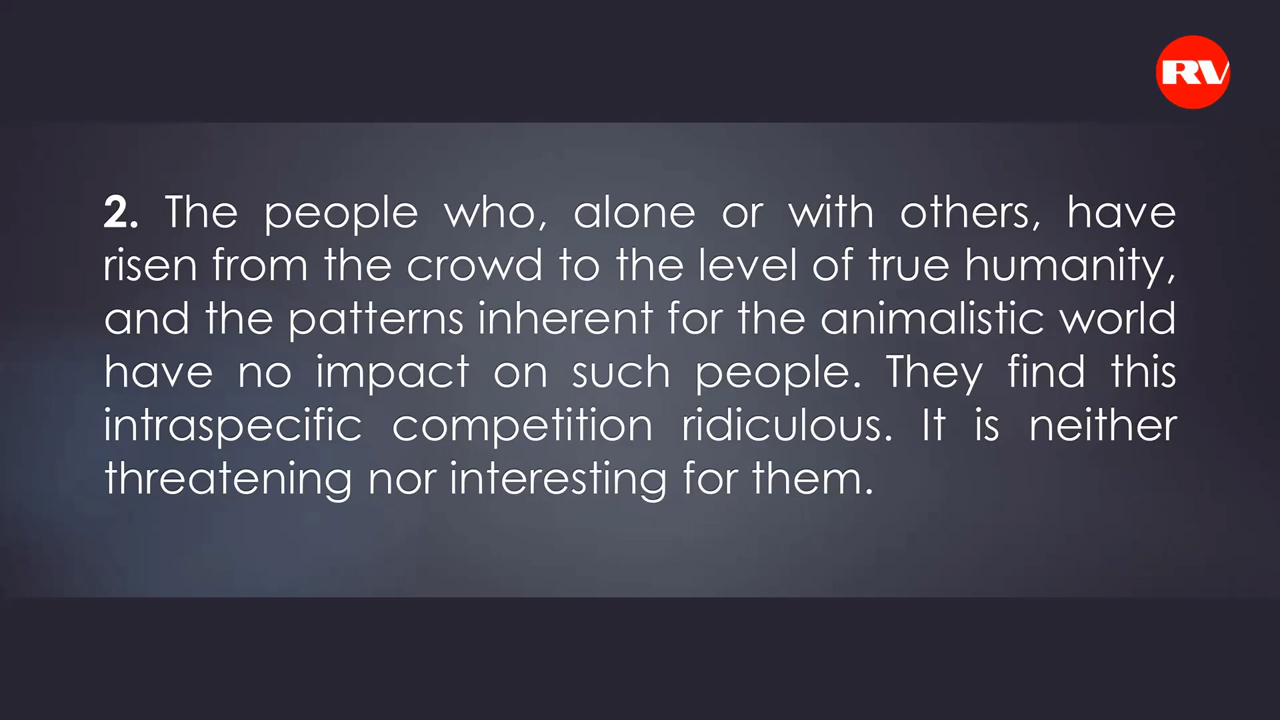 RV
2. The people who, alone or with others, have
risen from the crowd to the level of true humanity,
and the patterns inherent for the animalistic world
have no impact on such people. They find this
intraspecific competition ridiculous. It is neither
threatening nor interesting for them.